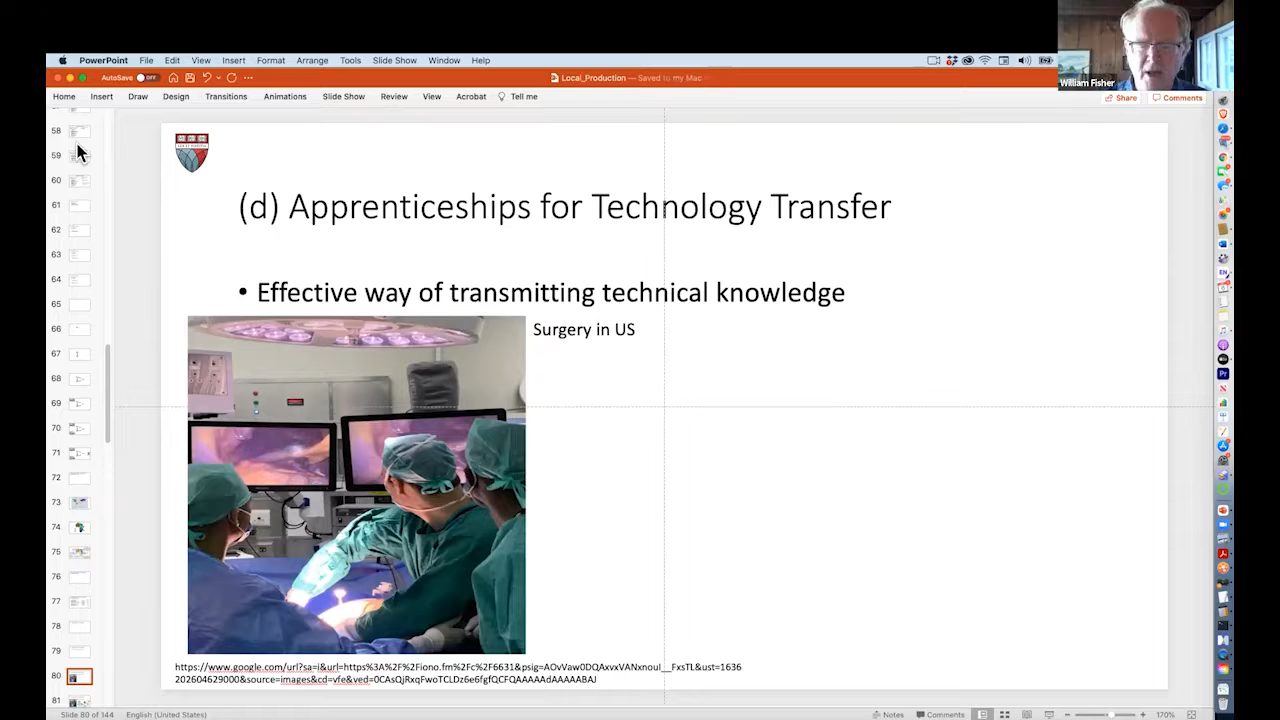 PowerPoint File Edit View Insert Format Arrange Tools Slide Show Window Help
AutoSave OFF Local_Production — Saved to my Mac
William Fisher
Home Insert Draw Design Transitions Animations Slide Show Review View Acrobat Tell me Share Comments
58
59
60
61
62
63
64
65
66
67
68
69
70
71
72
73
74
75
76
77
78
79
80
81
(d) Apprenticeships for Technology Transfer
• Effective way of transmitting technical knowledge
Surgery in US
https://www.google.com/url?sa=i&url=https%3A%2F%2Fiono.fm%2Fc%2F6631&psig=AOvVaw0DQAxvxVANxnouI__FxsTL&ust=1636
202604629000&source=images&cd=vfe&ved=0CAsQjRxqFwoTCLDz6e6fgfQCFQAAAAAdAAAAABAJ
Slide 80 of 144 English (United States) Notes Comments 170%